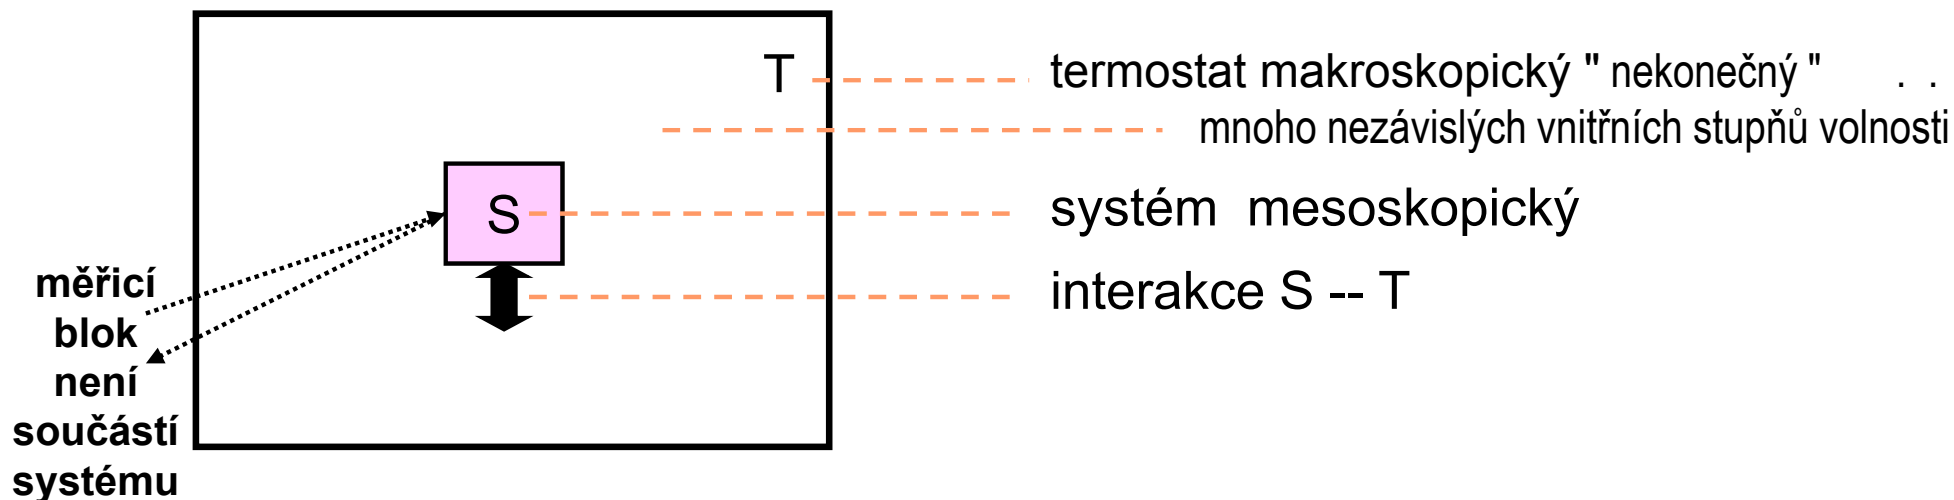 T
termostat makroskopický " nekonečný " . .
mnoho nezávislých vnitřních stupňů volnosti
S
systém mesoskopický
interakce S -- T
měřicí
blok
není
součástí
systému